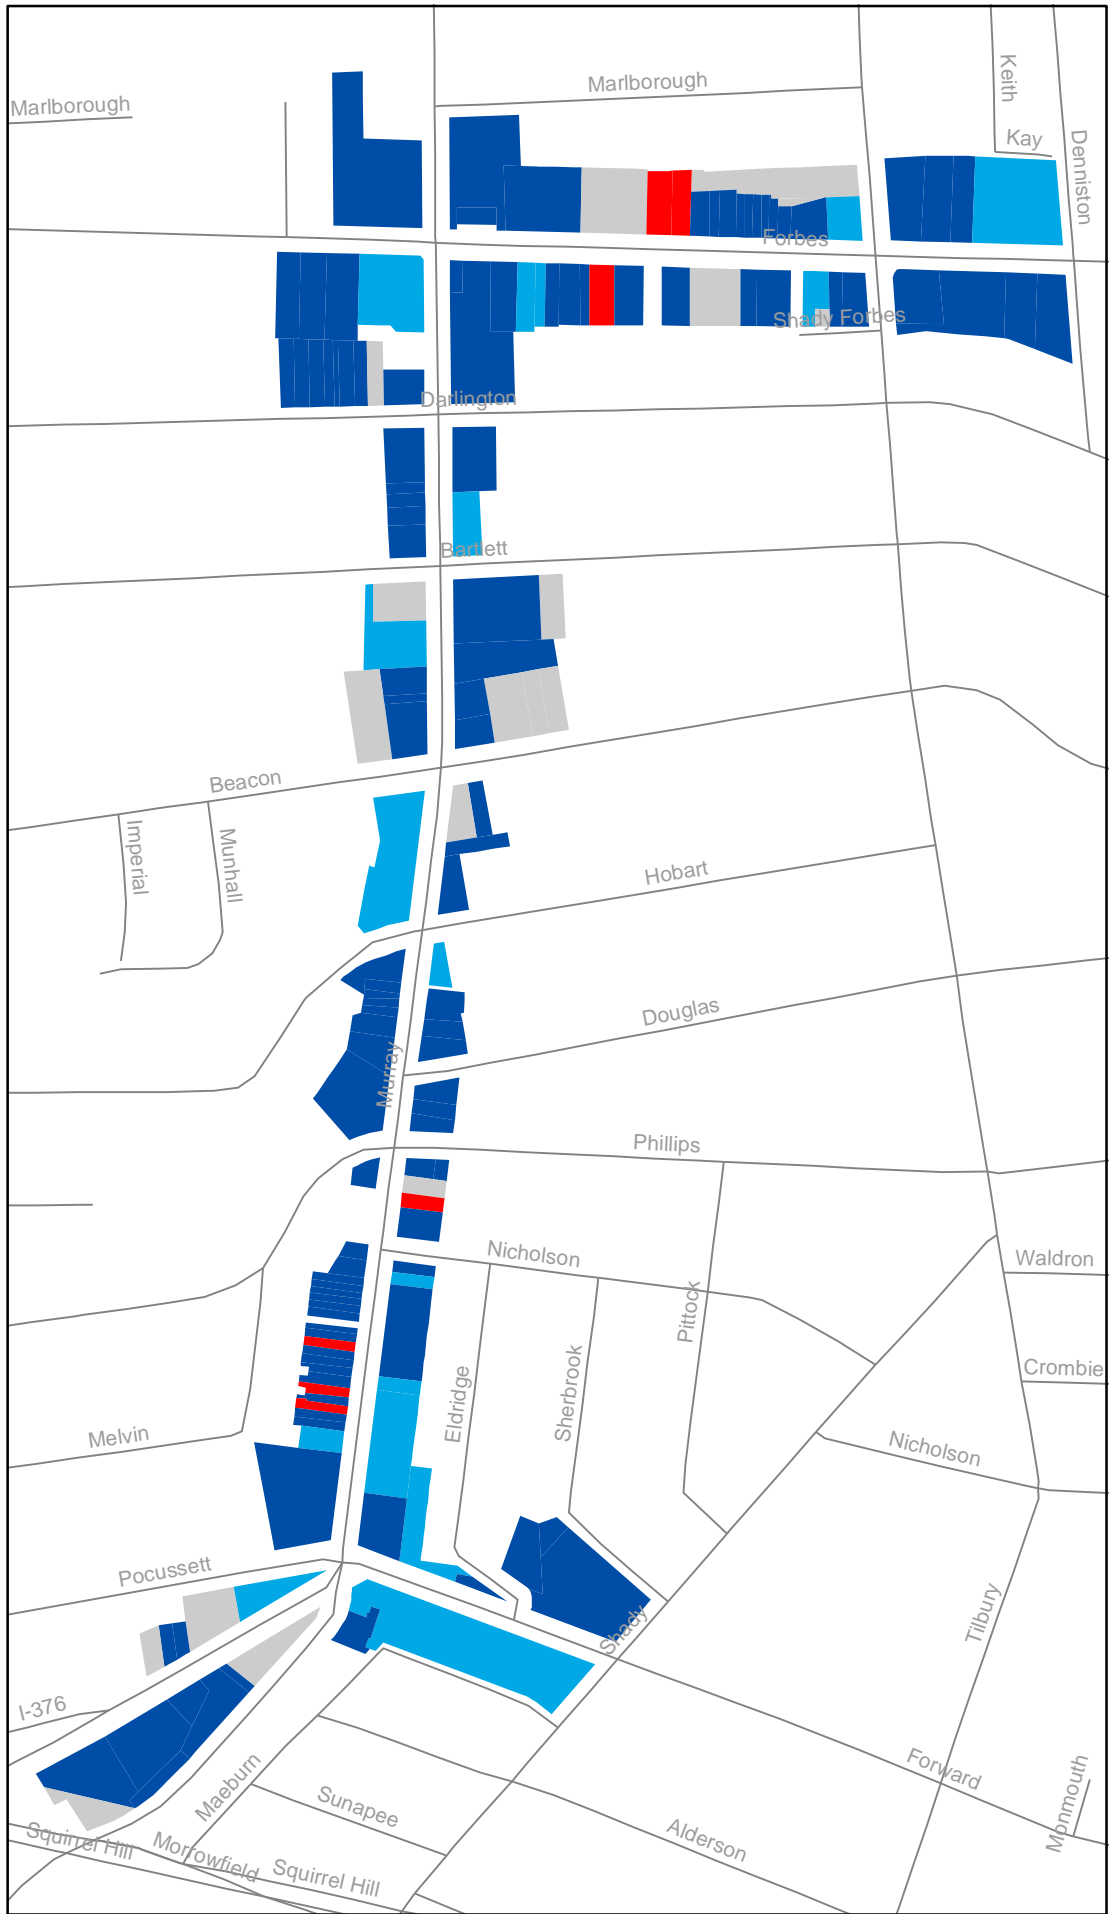 Keith
Marlborough
Marlborough
Kay
Denniston
Forbes
Shady Forbes
Darlington
Bartlett
Beacon
Imperial
Munhall
Hobart
Douglas
Murray
Phillips
Nicholson
Waldron
Pittock
Crombie
Sherbrook
Eldridge
Melvin
Nicholson
Pocussett
Tilbury
Shady
I-376
Forward
Maeburn
Monmouth
Sunapee
Alderson
Squirrel Hill
Morrowfield
Squirrel Hill